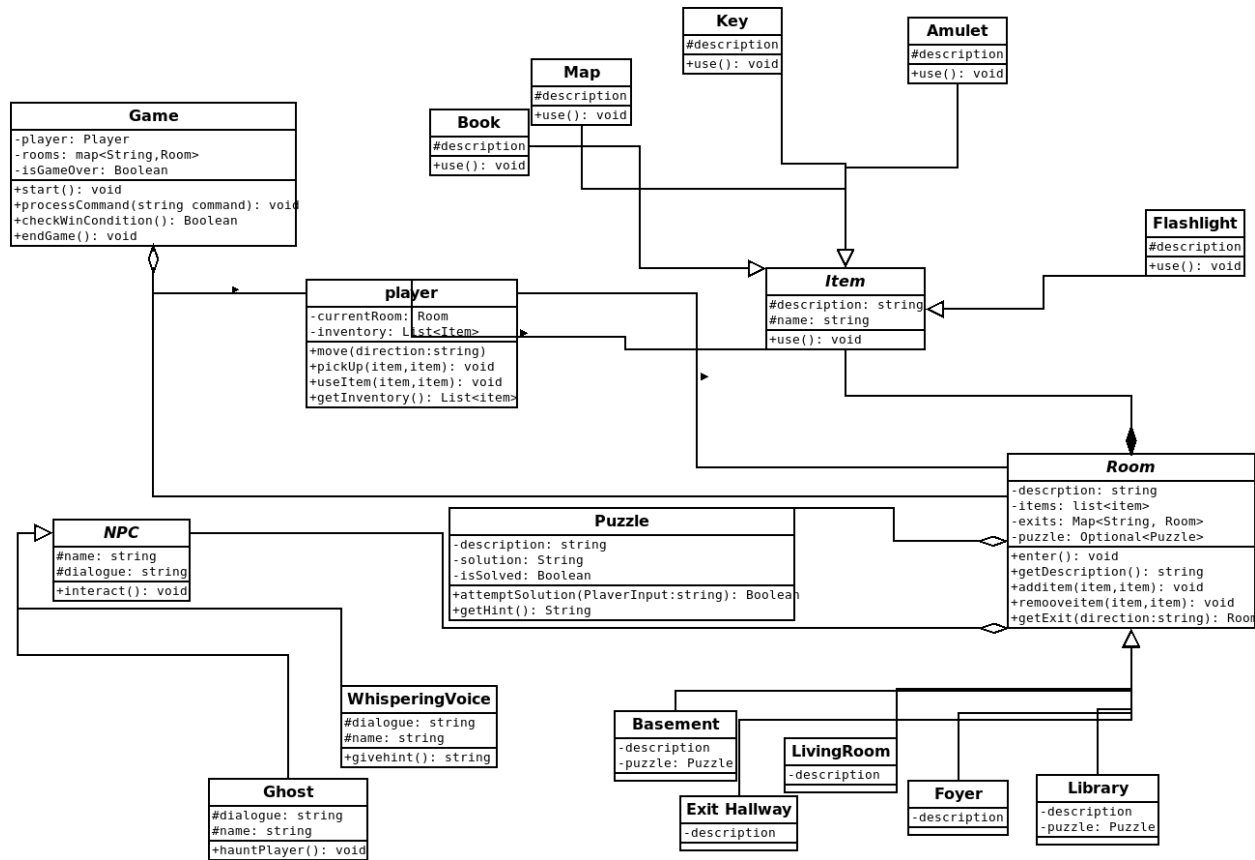 Key
#description
+use(): void
Amulet
#description
+use(): void
Map
#description
+use(): void
Book
#description
+use(): void
Game
-player: Player
-rooms: map<String,Room>
-isGameOver: Boolean
+start(): void
+processCommand(string command): void
+checkWinCondition(): Boolean
+endGame(): void
Flashlight
#description
+use(): void
Item
#description: string
#name: string
+use(): void
player
-currentRoom: Room
-inventory: List<Item>
+move(direction:string)
+pickUp(item,item): void
+useItem(item,item): void
+getInventory(): List<item>
Room
-descrption: string
-items: list<item>
-exits: Map<String, Room>
-puzzle: Optional<Puzzle>
+enter(): void
+getDescription(): string
+additem(item,item): void
+remooveitem(item,item): void
+getExit(direction:string): Room
NPC
#name: string
#dialogue: string
+interact(): void
Puzzle
-description: string
-solution: String
-isSolved: Boolean
+attemptSolution(PlaverInput:string): Boolean
+getHint(): String
WhisperingVoice
#dialogue: string
#name: string
+givehint(): string
Ghost
#dialogue: string
#name: string
+hauntPlayer(): void
Basement
-description
-puzzle: Puzzle
LivingRoom
-description
Exit Hallway
-description
Foyer
-description
Library
-description
-puzzle: Puzzle